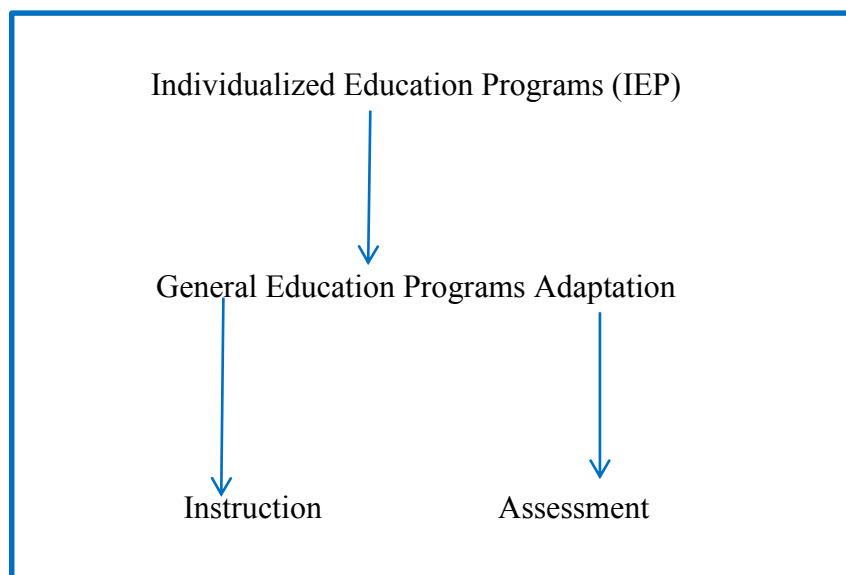 Individualized Education Programs (IEP)
General Education Programs Adaptation
Instruction
Assessment